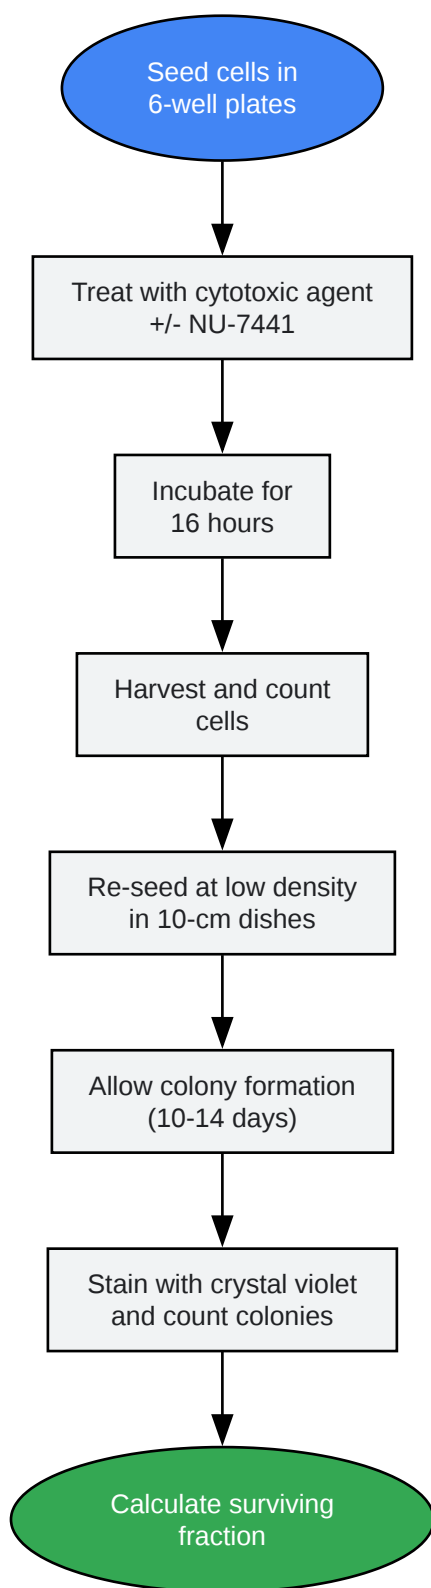 Seed cells in
6-well plates
Treat with cytotoxic agent
+/- NU-7441
Incubate for
16 hours
Harvest and count
cells
Re-seed at low density
in 10-cm dishes
Allow colony formation
(10-14 days)
Stain with crystal violet
and count colonies
Calculate surviving
fraction